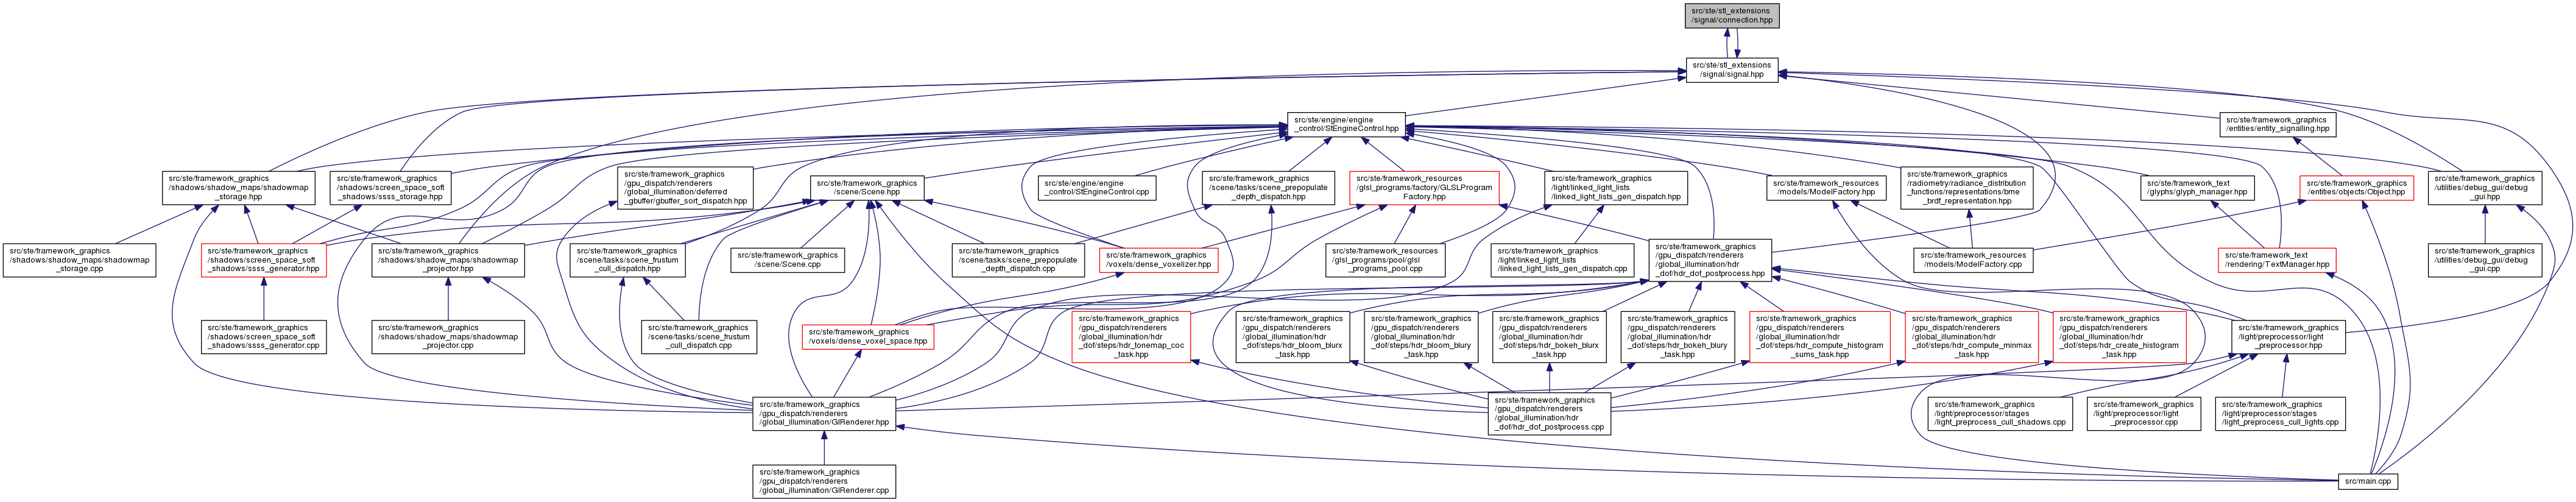 src/ste/stl_extensions
/signal/connection.hpp
src/ste/stl_extensions
/signal/signal.hpp
src/ste/engine/engine
_control/StEngineControl.hpp
src/ste/framework_graphics
/entities/entity_signalling.hpp
src/ste/framework_graphics
/shadows/shadow_maps/shadowmap
_storage.hpp
src/ste/framework_graphics
/shadows/screen_space_soft
_shadows/ssss_storage.hpp
src/ste/framework_graphics
/gpu_dispatch/renderers
/global_illumination/deferred
_gbuffer/gbuffer_sort_dispatch.hpp
src/ste/framework_graphics
/scene/Scene.hpp
src/ste/engine/engine
_control/StEngineControl.cpp
src/ste/framework_graphics
/scene/tasks/scene_prepopulate
_depth_dispatch.hpp
src/ste/framework_resources
/glsl_programs/factory/GLSLProgram
Factory.hpp
src/ste/framework_graphics
/light/linked_light_lists
/linked_light_lists_gen_dispatch.hpp
src/ste/framework_resources
/models/ModelFactory.hpp
src/ste/framework_graphics
/radiometry/radiance_distribution
_functions/representations/bme
_brdf_representation.hpp
src/ste/framework_text
/glyphs/glyph_manager.hpp
src/ste/framework_graphics
/entities/objects/Object.hpp
src/ste/framework_graphics
/utilities/debug_gui/debug
_gui.hpp
src/ste/framework_graphics
/shadows/shadow_maps/shadowmap
_storage.cpp
src/ste/framework_graphics
/shadows/screen_space_soft
_shadows/ssss_generator.hpp
src/ste/framework_graphics
/shadows/shadow_maps/shadowmap
_projector.hpp
src/ste/framework_graphics
/scene/tasks/scene_frustum
_cull_dispatch.hpp
src/ste/framework_graphics
/scene/Scene.cpp
src/ste/framework_graphics
/scene/tasks/scene_prepopulate
_depth_dispatch.cpp
src/ste/framework_graphics
/voxels/dense_voxelizer.hpp
src/ste/framework_resources
/glsl_programs/pool/glsl
_programs_pool.cpp
src/ste/framework_graphics
/light/linked_light_lists
/linked_light_lists_gen_dispatch.cpp
src/ste/framework_graphics
/gpu_dispatch/renderers
/global_illumination/hdr
_dof/hdr_dof_postprocess.hpp
src/ste/framework_resources
/models/ModelFactory.cpp
src/ste/framework_text
/rendering/TextManager.hpp
src/ste/framework_graphics
/utilities/debug_gui/debug
_gui.cpp
src/ste/framework_graphics
/shadows/screen_space_soft
_shadows/ssss_generator.cpp
src/ste/framework_graphics
/shadows/shadow_maps/shadowmap
_projector.cpp
src/ste/framework_graphics
/scene/tasks/scene_frustum
_cull_dispatch.cpp
src/ste/framework_graphics
/voxels/dense_voxel_space.hpp
src/ste/framework_graphics
/gpu_dispatch/renderers
/global_illumination/hdr
_dof/steps/hdr_tonemap_coc
_task.hpp
src/ste/framework_graphics
/gpu_dispatch/renderers
/global_illumination/hdr
_dof/steps/hdr_bloom_blurx
_task.hpp
src/ste/framework_graphics
/gpu_dispatch/renderers
/global_illumination/hdr
_dof/steps/hdr_bloom_blury
_task.hpp
src/ste/framework_graphics
/gpu_dispatch/renderers
/global_illumination/hdr
_dof/steps/hdr_bokeh_blurx
_task.hpp
src/ste/framework_graphics
/gpu_dispatch/renderers
/global_illumination/hdr
_dof/steps/hdr_bokeh_blury
_task.hpp
src/ste/framework_graphics
/gpu_dispatch/renderers
/global_illumination/hdr
_dof/steps/hdr_compute_histogram
_sums_task.hpp
src/ste/framework_graphics
/gpu_dispatch/renderers
/global_illumination/hdr
_dof/steps/hdr_compute_minmax
_task.hpp
src/ste/framework_graphics
/gpu_dispatch/renderers
/global_illumination/hdr
_dof/steps/hdr_create_histogram
_task.hpp
src/ste/framework_graphics
/light/preprocessor/light
_preprocessor.hpp
src/ste/framework_graphics
/gpu_dispatch/renderers
/global_illumination/GIRenderer.hpp
src/ste/framework_graphics
/gpu_dispatch/renderers
/global_illumination/hdr
_dof/hdr_dof_postprocess.cpp
src/ste/framework_graphics
/light/preprocessor/stages
/light_preprocess_cull_shadows.cpp
src/ste/framework_graphics
/light/preprocessor/light
_preprocessor.cpp
src/ste/framework_graphics
/light/preprocessor/stages
/light_preprocess_cull_lights.cpp
src/ste/framework_graphics
/gpu_dispatch/renderers
/global_illumination/GIRenderer.cpp
src/main.cpp